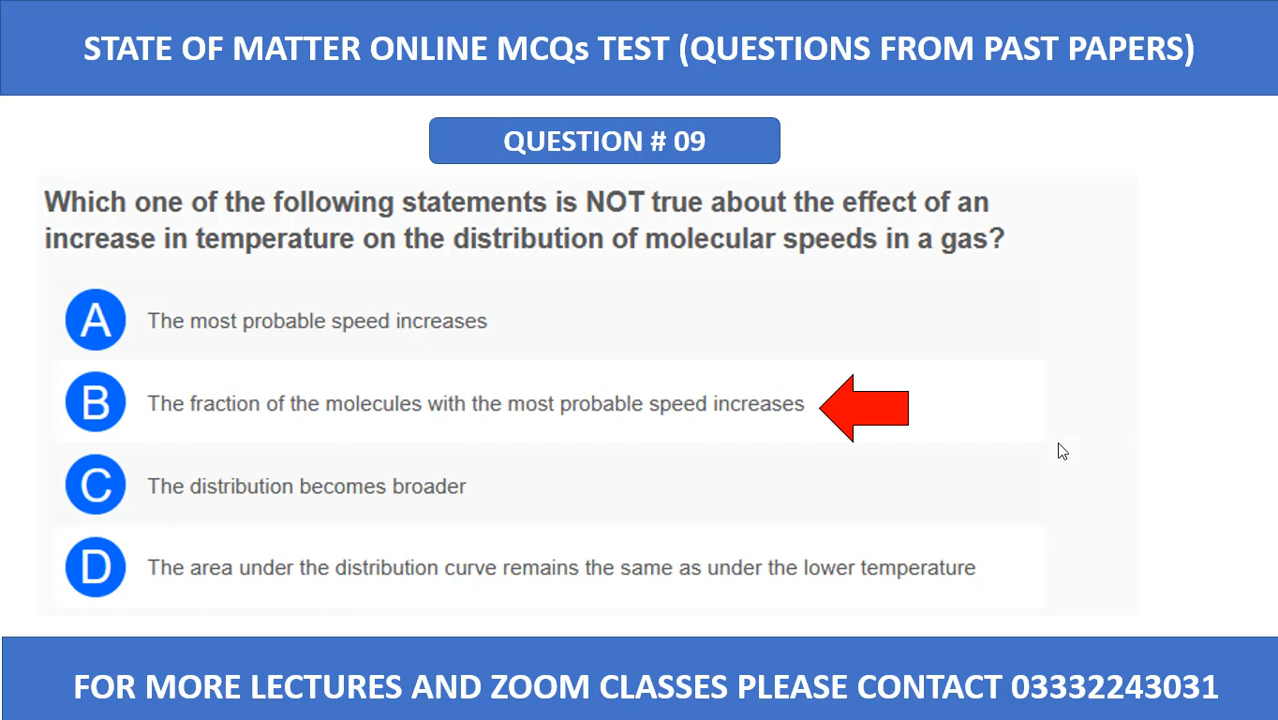 STATE OF MATTER ONLINE MCQs TEST (QUESTIONS FROM PAST PAPERS)
QUESTION # 09
Which one of the following statements is NOT true about the effect of an
increase in temperature on the distribution of molecular speeds in a gas?
A The most probable speed increases
B The fraction of the molecules with the most probable speed increases
C The distribution becomes broader
D The area under the distribution curve remains the same as under the lower temperature
FOR MORE LECTURES AND ZOOM CLASSES PLEASE CONTACT 03332243031